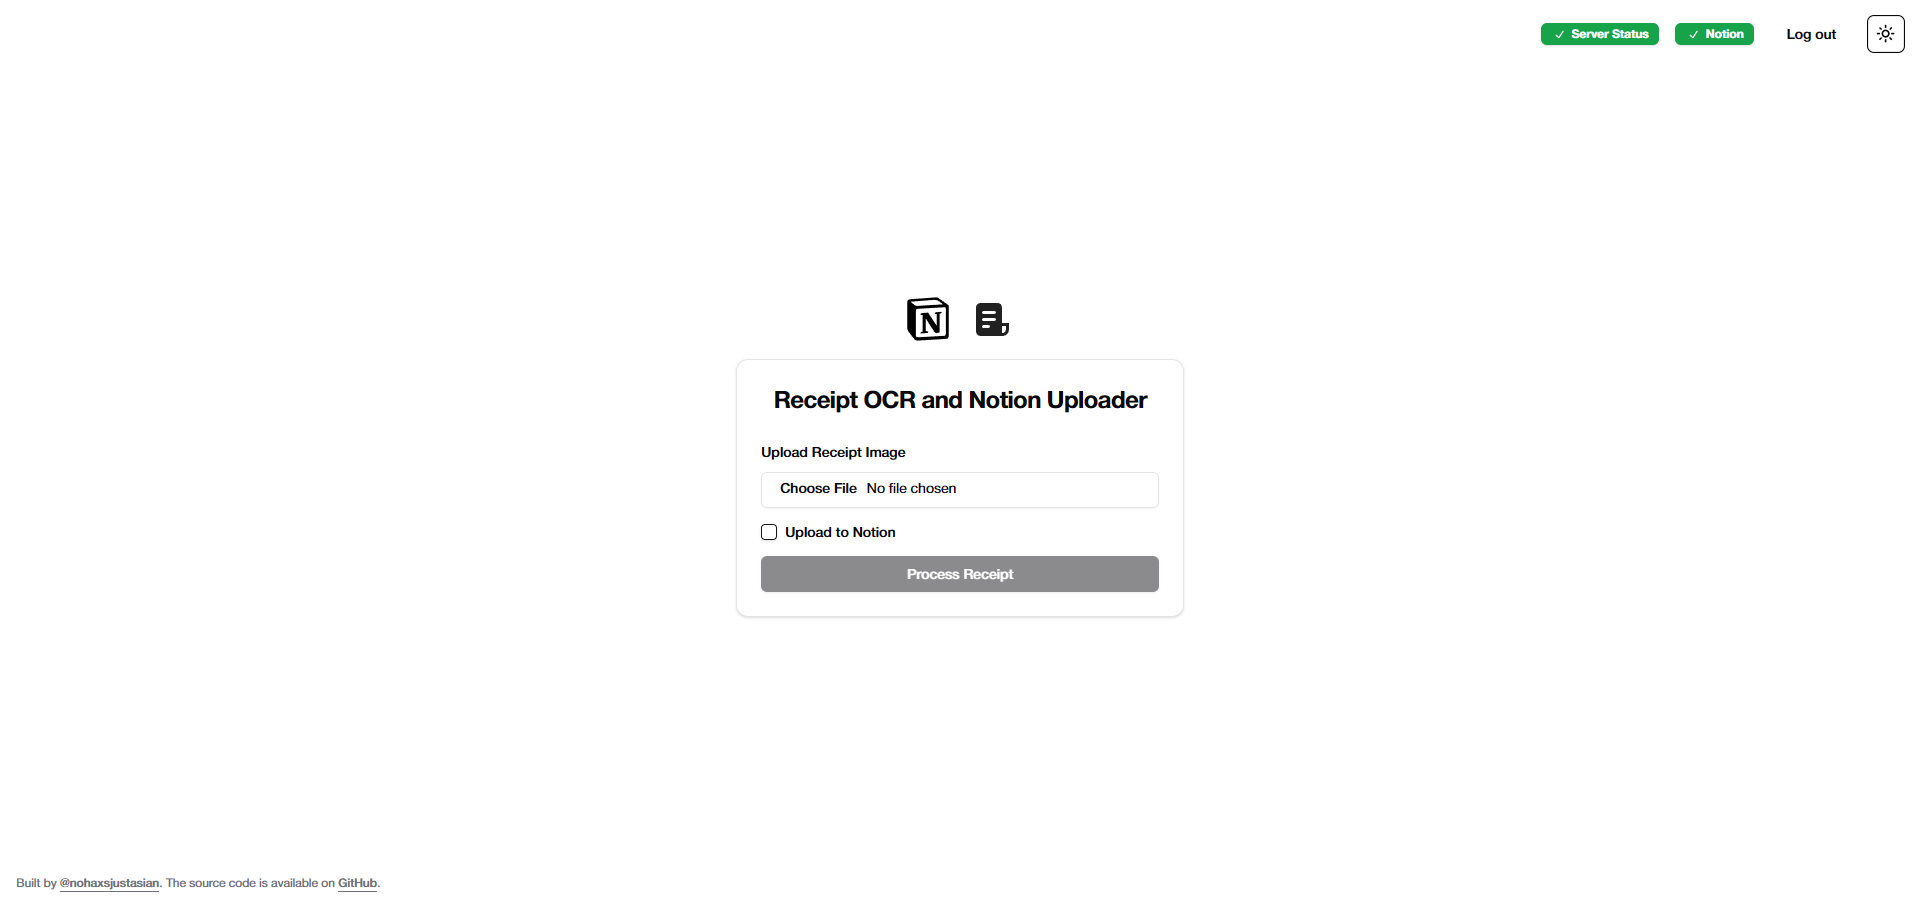 Server Status
Notion
Log out
N
Receipt OCR and Notion Uploader
Upload Receipt Image
Choose File No file chosen
Upload to Notion
Process Receipt
Built by @nohaxsjustasian. The source code is available on GitHub.